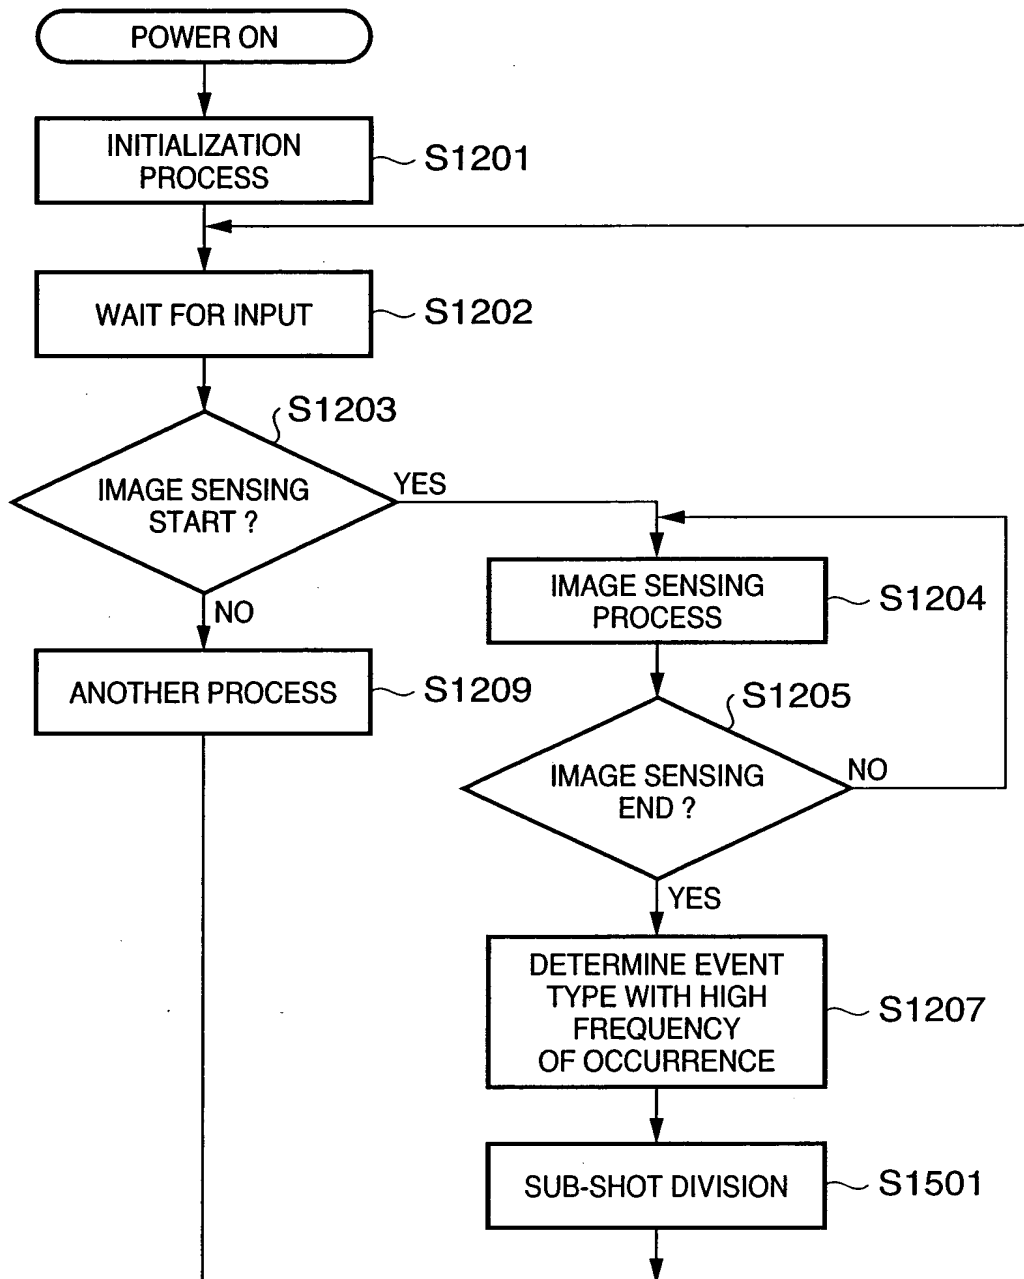 POWER ON
INITIALIZATION
PROCESS
S1201
WAIT FOR INPUT
S1202
S1203
IMAGE SENSING
START ?
YES
NO
IMAGE SENSING
PROCESS
S1204
ANOTHER PROCESS
S1209
S1205
IMAGE SENSING
END ?
NO
YES
DETERMINE EVENT
TYPE WITH HIGH
FREQUENCY
OF OCCURRENCE
S1207
SUB-SHOT DIVISION
S1501